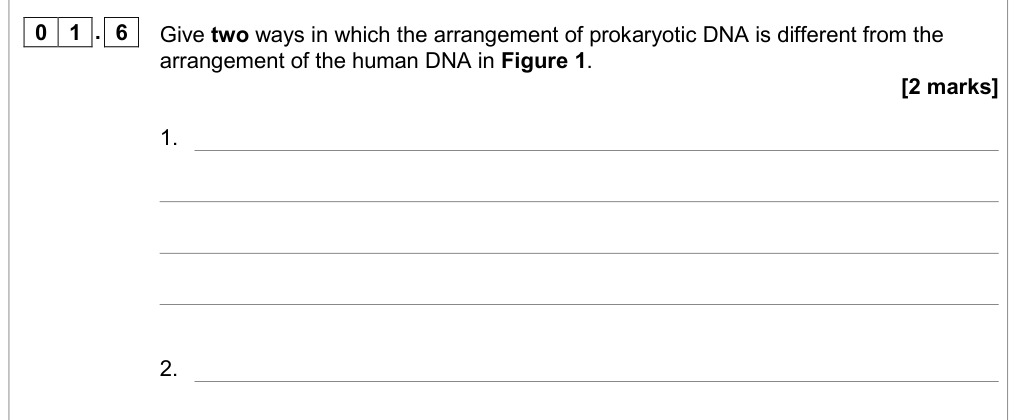 0 1 . 6 Give two ways in which the arrangement of prokaryotic DNA is different from the
arrangement of the human DNA in Figure 1.
[2 marks]
1.
2.